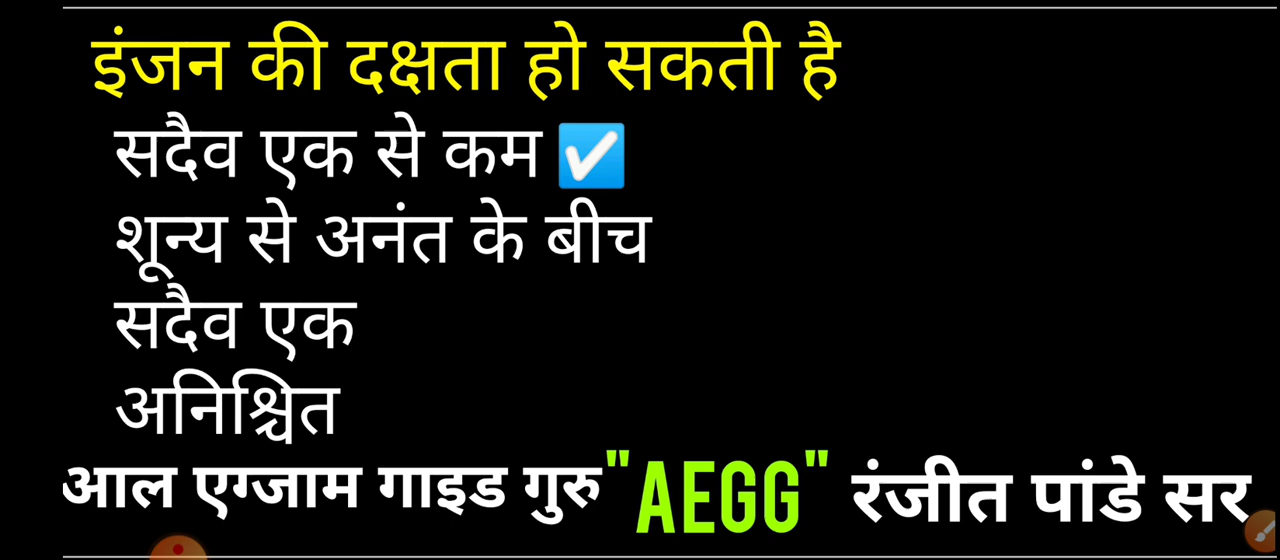 इंजन की दक्षता हो सकती है
सदैव एक से कम ✔
शून्य से अनंत के बीच
सदैव एक
अनिश्चित
आल एग्जाम गाइड गुरु "AEGG" रंजीत पांडे सर